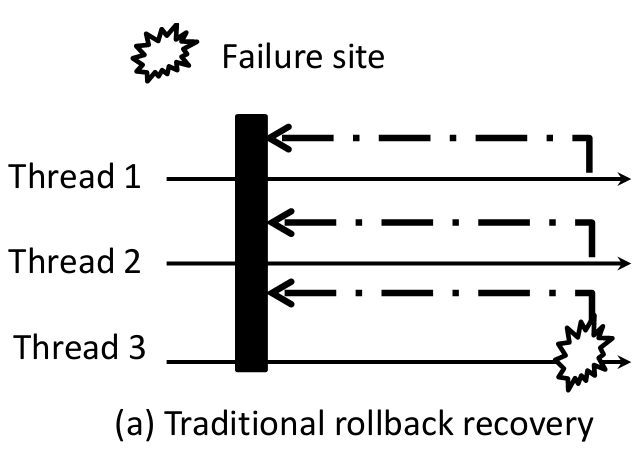 Failure site
Thread 1
Thread 2
Thread 3
(a) Traditional rollback recovery